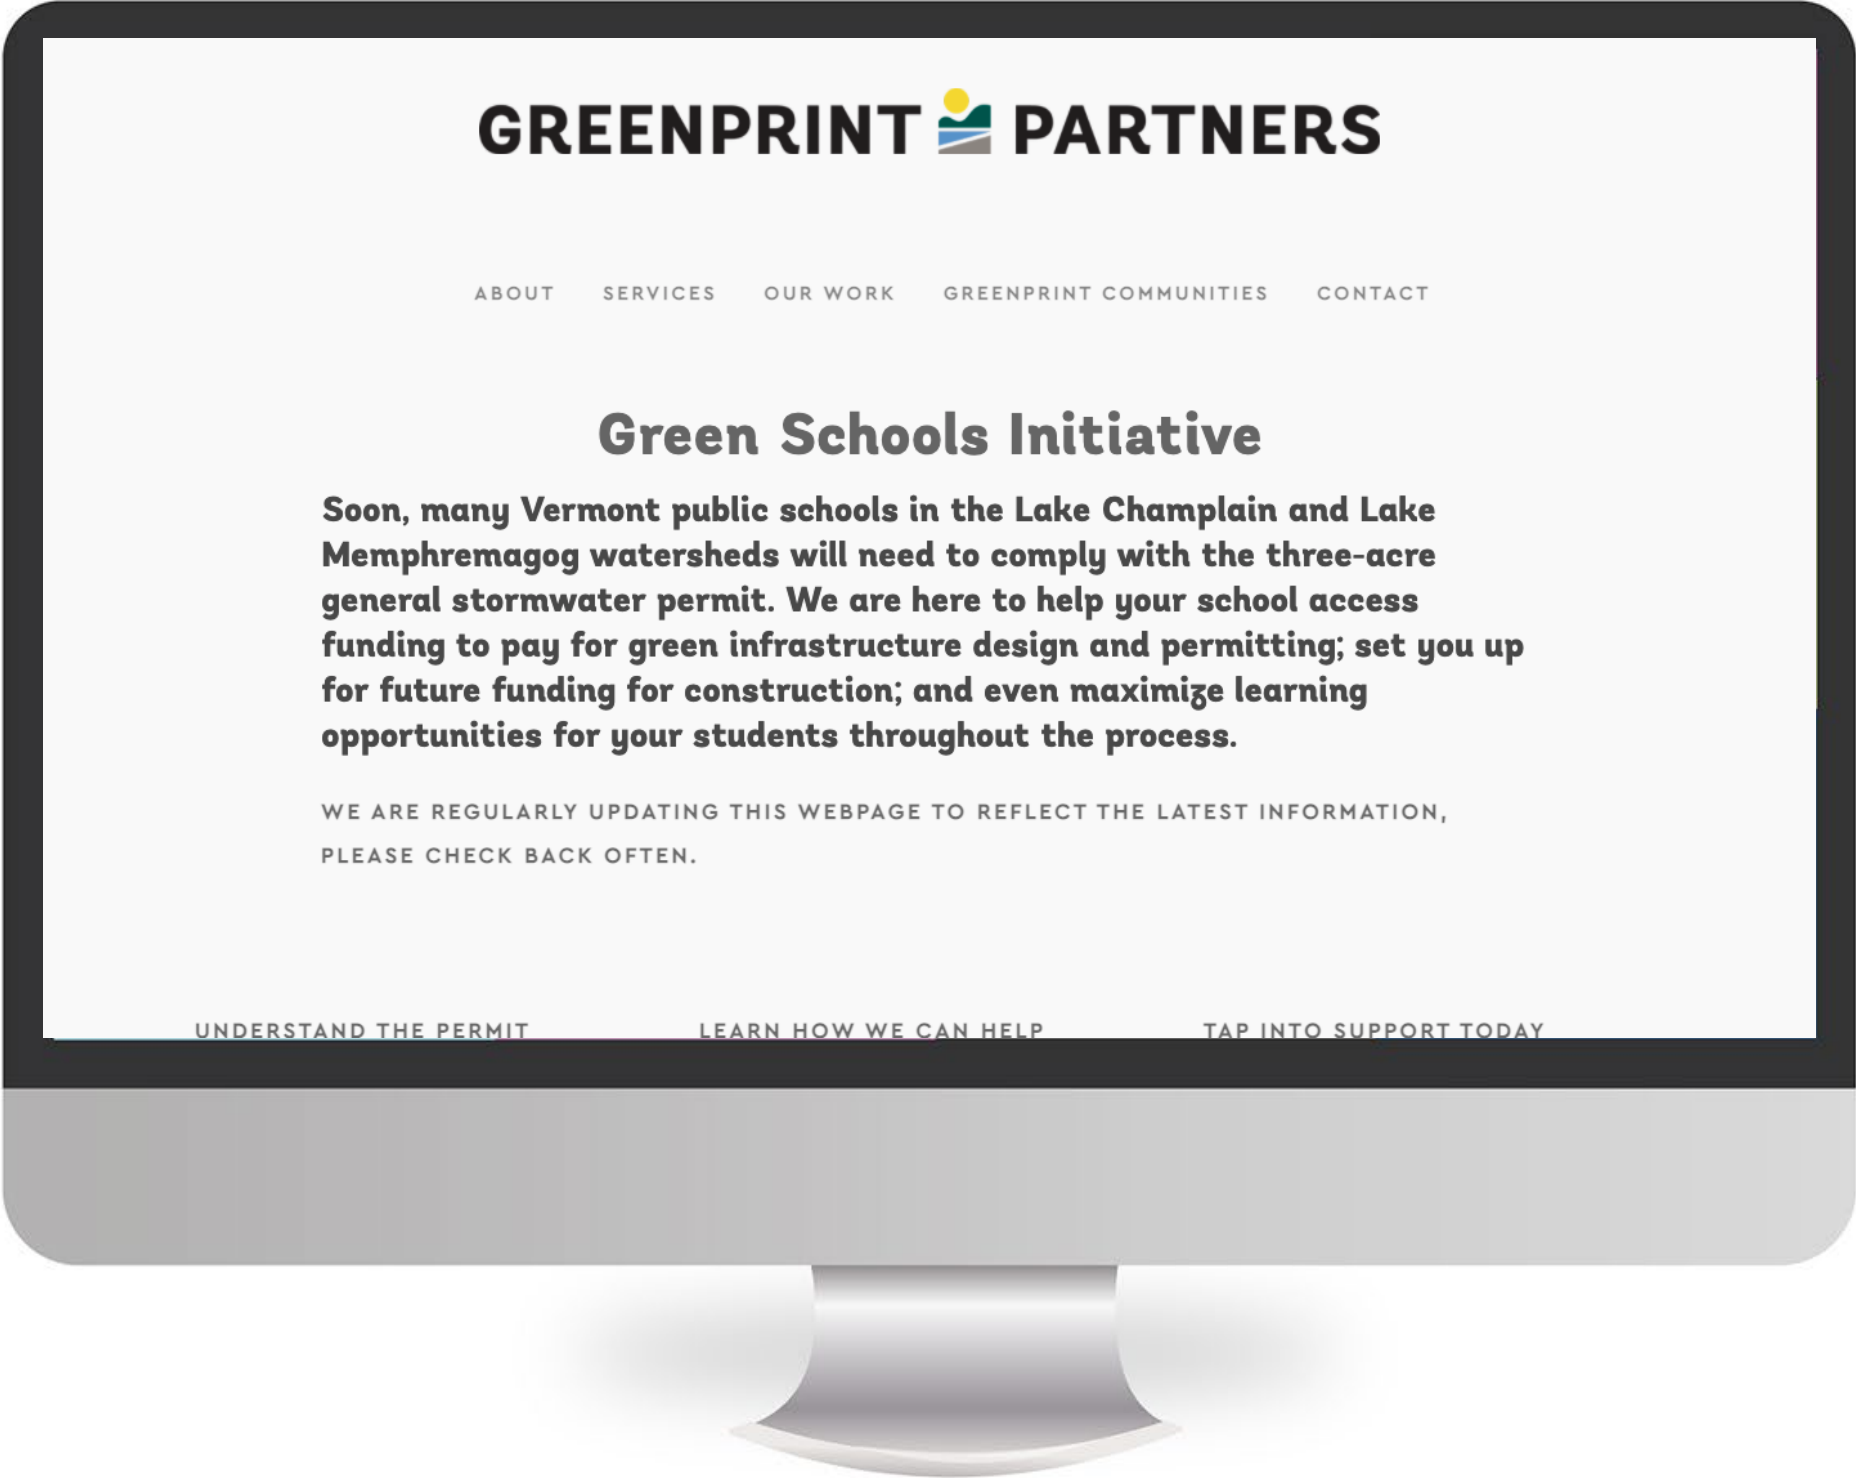 GREENPRINT PARTNERS
ABOUT SERVICES OUR WORK GREENPRINT COMMUNITIES CONTACT
Green Schools Initiative
Soon, many Vermont public schools in the Lake Champlain and Lake
Memphremagog watersheds will need to comply with the three-acre
general stormwater permit. We are here to help your school access
funding to pay for green infrastructure design and permitting; set you up
for future funding for construction; and even maximize learning
opportunities for your students throughout the process.
WE ARE REGULARLY UPDATING THIS WEBPAGE TO REFLECT THE LATEST INFORMATION,
PLEASE CHECK BACK OFTEN.
UNDERSTAND THE PERMIT LEARN HOW WE CAN HELP TAP INTO SUPPORT TODAY